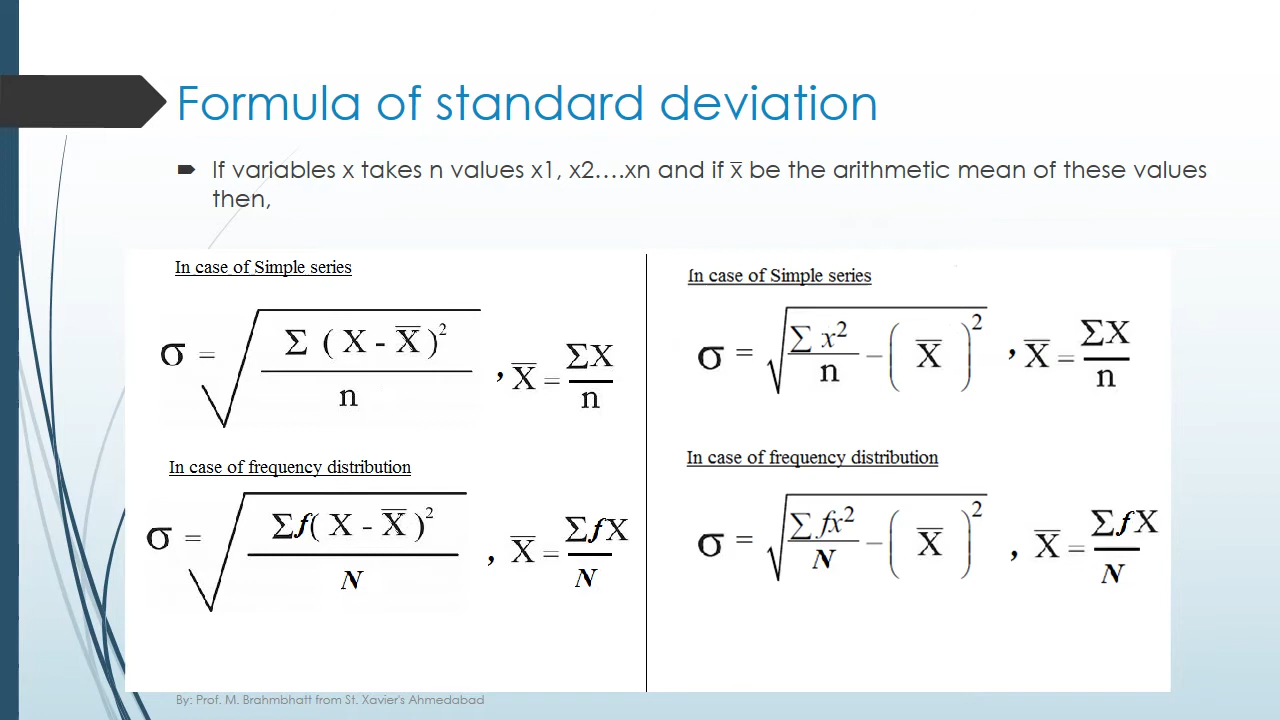 Formula of standard deviation
If variables x takes n values x1, x2....xn and if x̅ be the arithmetic mean of these values
then,
In case of Simple series
σ = √( Σ ( X - X̅ )² / n ) , X̅ = ΣX / n
In case of frequency distribution
σ = √( Σf( X - X̅ )² / N ) , X̅ = ΣfX / N
In case of Simple series
σ = √( ∑ x² / n − ( X̅ )² ) , X̅ = ΣX / n
In case of frequency distribution
σ = √( ∑ fx² / N − ( X̅ )² ) , X̅ = ΣfX / N
By: Prof. M. Brahmbhatt from St. Xavier's Ahmedabad